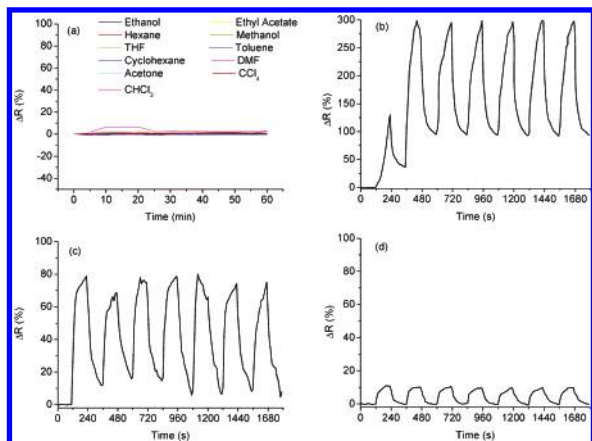 (a)
Ethanol
Hexane
THF
Cyclohexane
Acetone
CHCl3
Ethyl Acetate
Methanol
Toluene
DMF
CCl4
ΔR (%)
100
80
60
40
20
0
-20
-40
0 10 20 30 40 50 60
Time (min)
(b)
ΔR (%)
300
250
200
150
100
50
0
240 480 720 960 1200 1440 1680
Time (s)
(c)
ΔR (%)
100
80
60
40
20
0
240 480 720 960 1200 1440 1680
Time (s)
(d)
ΔR (%)
100
80
60
40
20
0
240 480 720 960 1200 1440 1680
Time (s)